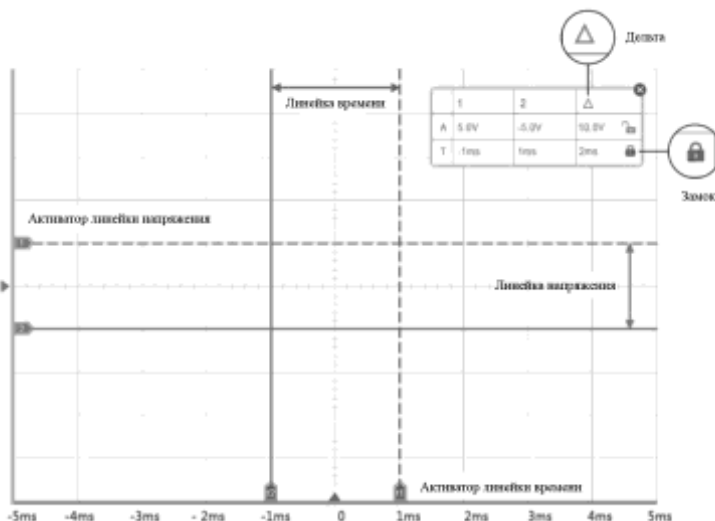 Дельта
Линейка времени
1 2 △
A 5.0V -5.0V 10.0V
T -1ms 1ms 2ms
Замок
Активатор линейки напряжения
Линейка напряжения
Активатор линейки времени
-5ms -4ms -3ms - 2ms -1ms 0 1ms 2ms 3ms 4ms 5ms